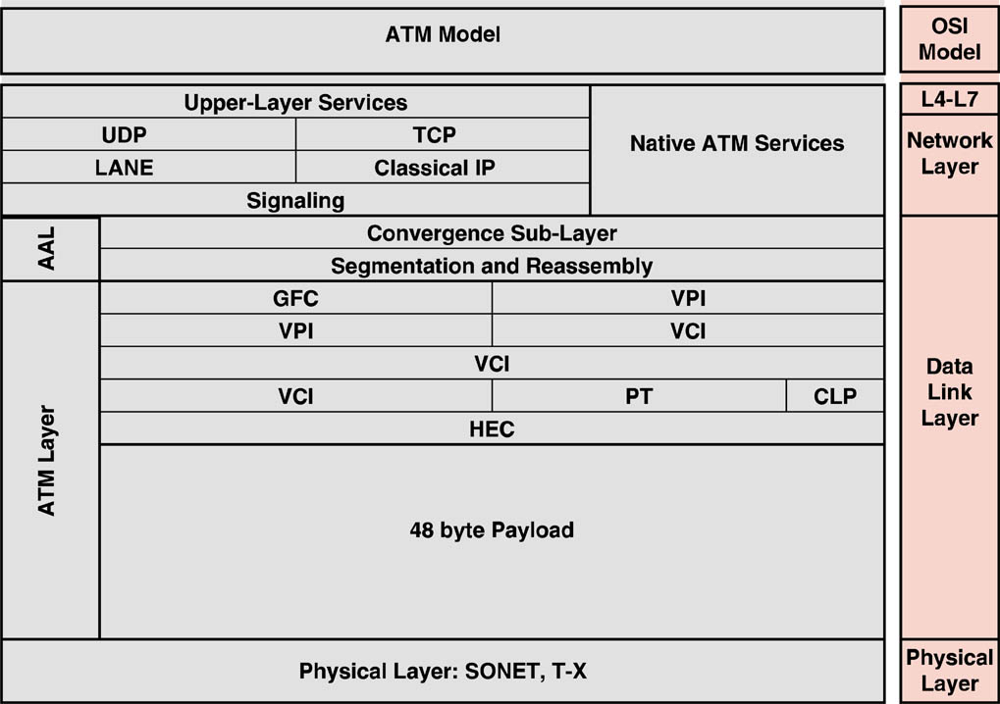 ATM Model
OSI
Model
Upper-Layer Services
L4-L7
UDP
TCP
Native ATM Services
Network
Layer
LANE
Classical IP
Signaling
AAL
Convergence Sub-Layer
Segmentation and Reassembly
ATM Layer
GFC
VPI
VPI
VCI
VCI
VCI
PT
CLP
HEC
48 byte Payload
Data
Link
Layer
Physical Layer: SONET, T-X
Physical
Layer